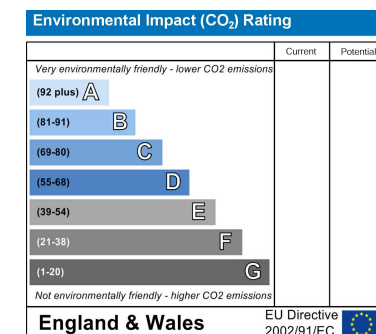 Environmental Impact (CO₂) Rating
Current Potential
Very environmentally friendly - lower CO2 emissions
(92 plus) A
(81-91) B
(69-80) C
(55-68) D
(39-54) E
(21-38) F
(1-20) G
Not environmentally friendly - higher CO2 emissions
England & Wales
EU Directive
2002/91/EC